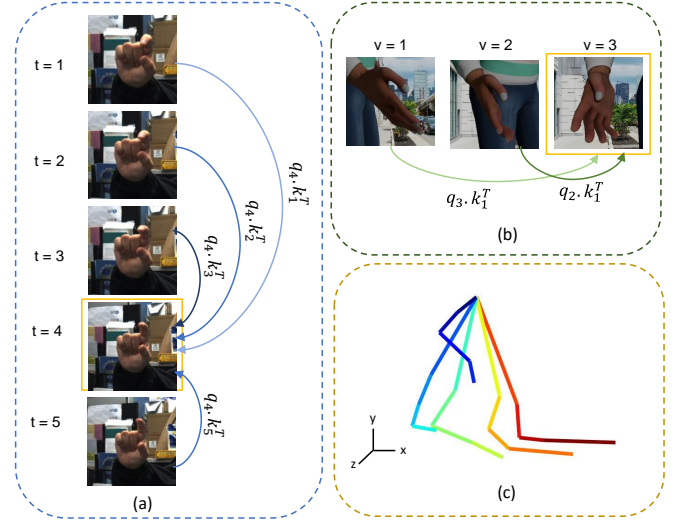 t = 1
t = 2
t = 3
t = 4
t = 5
q₄.k₁ᵀ
q₄.k₂ᵀ
q₄.k₃ᵀ
q₄.k₅ᵀ
(a)
v = 1 v = 2 v = 3
q₃.k₁ᵀ q₂.k₁ᵀ
(b)
y
x
z
(c)